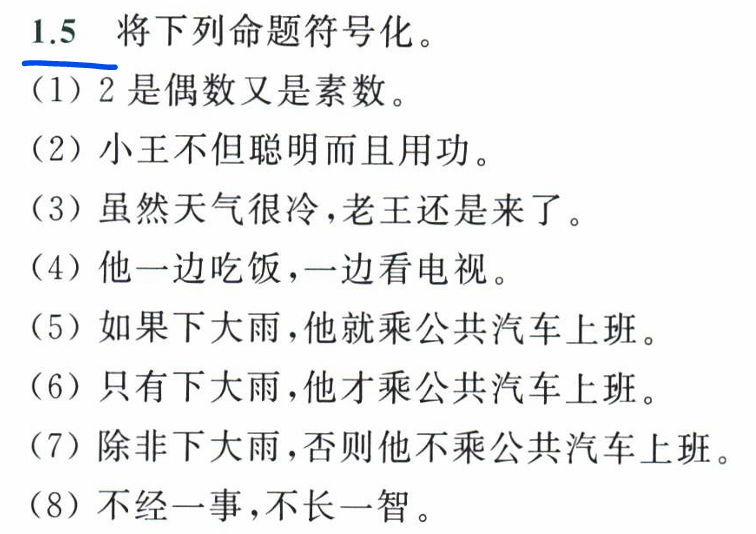 1.5 将下列命题符号化。
(1) 2是偶数又是素数。
(2) 小王不但聪明而且用功。
(3) 虽然天气很冷,老王还是来了。
(4) 他一边吃饭,一边看电视。
(5) 如果下大雨,他就乘公共汽车上班。
(6) 只有下大雨,他才乘公共汽车上班。
(7) 除非下大雨,否则他不乘公共汽车上班。
(8) 不经一事,不长一智。